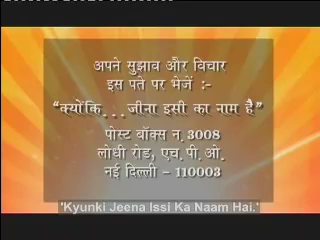 अपने सुझाव और विचार
इस पते पर भेजें :-
“क्योंकि...जीना इसी का नाम है”
पोस्ट बॉक्स न. 3008
लोधी रोड, एच.पी.ओ.
नई दिल्ली – 110003
'Kyunki Jeena Issi Ka Naam Hai.'